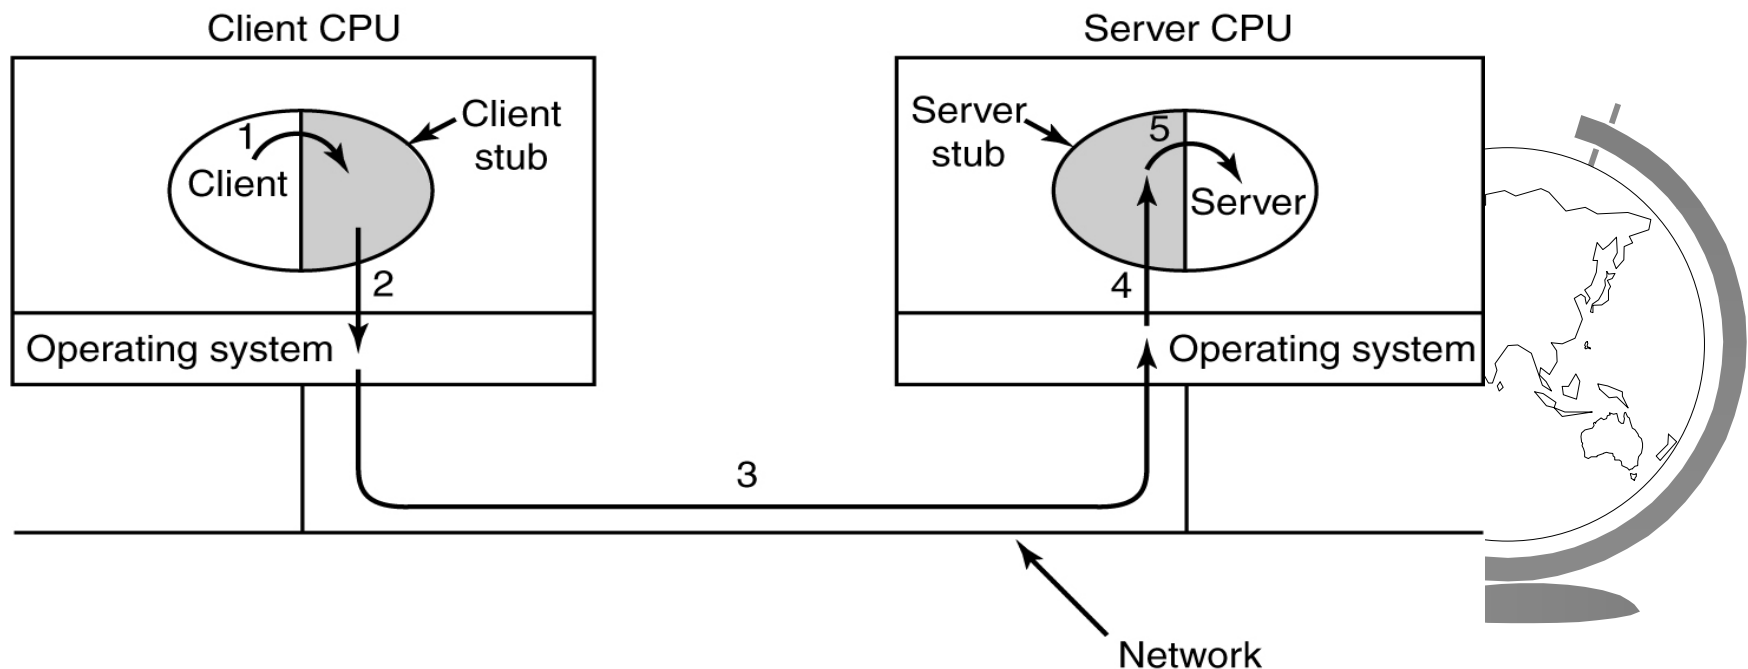 Client CPU
Server CPU
Client
stub
Server
stub
1
Client
5
Server
2
4
Operating system
Operating system
3
Network